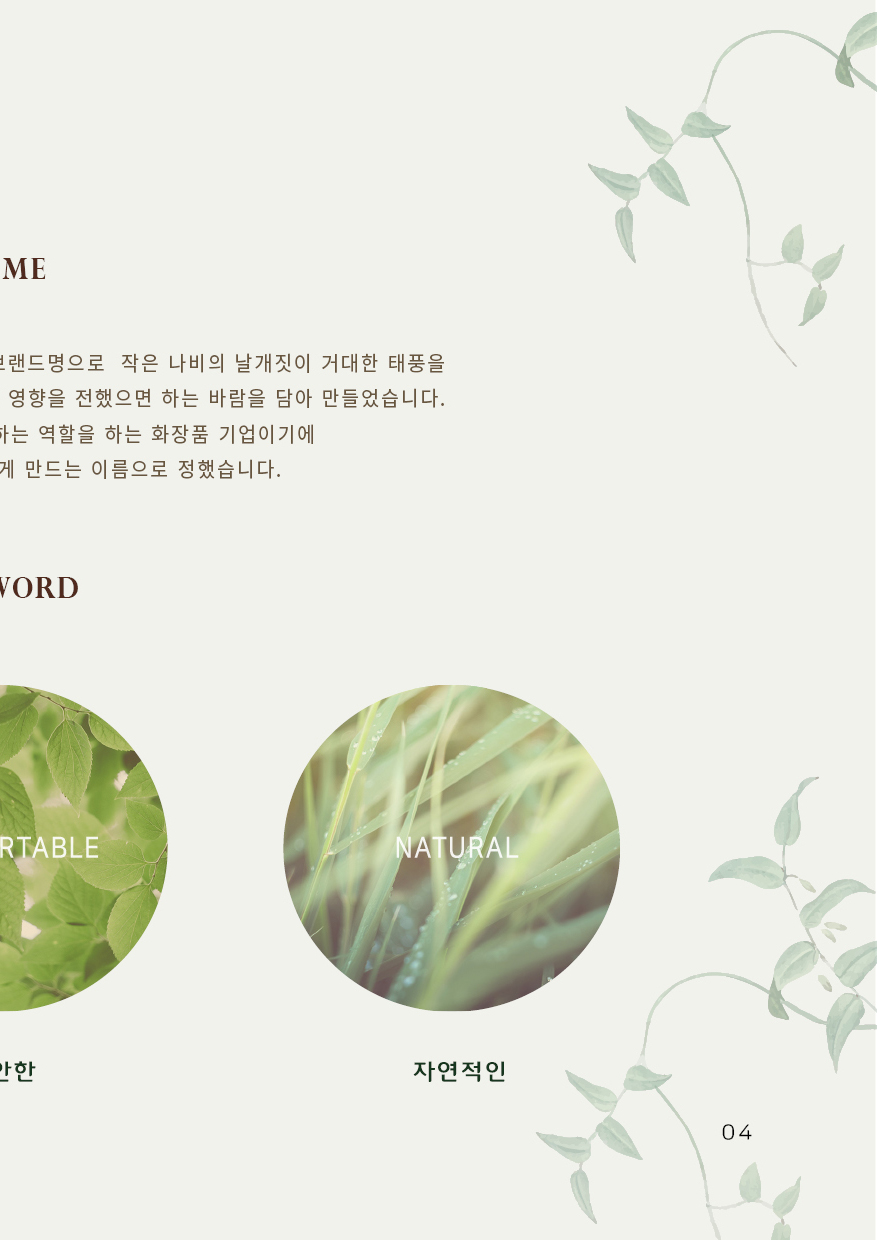 ME
브랜드명으로 작은 나비의 날개짓이 거대한 태풍을
영향을 전했으면 하는 바람을 담아 만들었습니다.
하는 역할을 하는 화장품 기업이기에
게 만드는 이름으로 정했습니다.
WORD
RTABLE
NATURAL
안한
자연적인
04